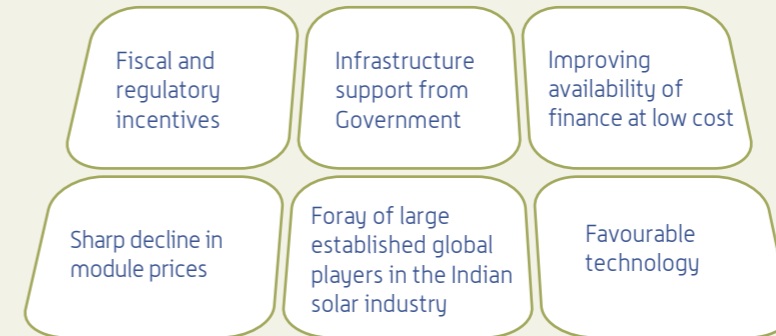 Fiscal and
regulatory
incentives
Infrastructure
support from
Government
Improving
availability of
finance at low cost
Sharp decline in
module prices
Foray of large
established global
players in the Indian
solar industry
Favourable
technology